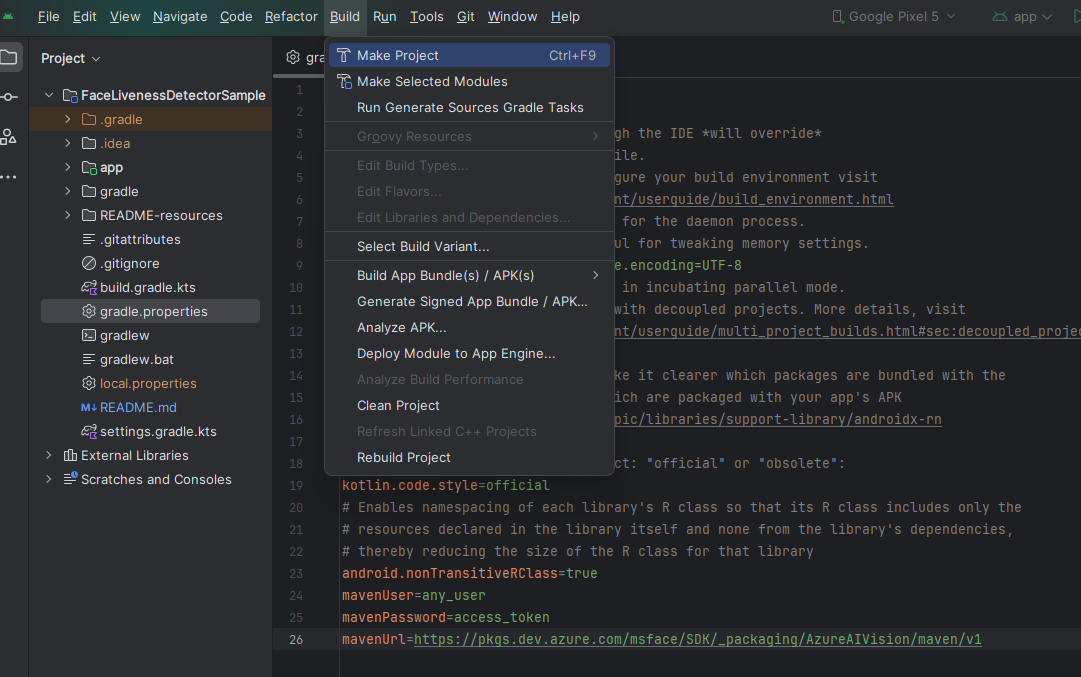 File Edit View Navigate Code Refactor Build Run Tools Git Window Help Google Pixel 5 app
Project
FaceLivenessDetectorSample
.gradle
.idea
app
gradle
README-resources
.gitattributes
.gitignore
build.gradle.kts
gradle.properties
gradlew
gradlew.bat
local.properties
M↓ README.md
settings.gradle.kts
External Libraries
Scratches and Consoles
Make Project Ctrl+F9
Make Selected Modules
Run Generate Sources Gradle Tasks
Groovy Resources
Edit Build Types...
Edit Flavors...
Edit Libraries and Dependencies...
Select Build Variant...
Build App Bundle(s) / APK(s)
Generate Signed App Bundle / APK...
Analyze APK...
Deploy Module to App Engine...
Analyze Build Performance
Clean Project
Refresh Linked C++ Projects
Rebuild Project
gra
1
2
3 gh the IDE *will override*
4 ile.
5 gure your build environment visit
6 nt/userguide/build_environment.html
7 for the daemon process.
8 ul for tweaking memory settings.
9 e.encoding=UTF-8
10 in incubating parallel mode.
11 with decoupled projects. More details, visit
12 nt/userguide/multi_project_builds.html#sec:decoupled_projec
13
14 ke it clearer which packages are bundled with the
15 ich are packaged with your app's APK
16 pic/libraries/support-library/androidx-rn
17
18 ct: "official" or "obsolete":
19 kotlin.code.style=official
20 # Enables namespacing of each library's R class so that its R class includes only the
21 # resources declared in the library itself and none from the library's dependencies,
22 # thereby reducing the size of the R class for that library
23 android.nonTransitiveRClass=true
24 mavenUser=any_user
25 mavenPassword=access_token
26 mavenUrl=https://pkgs.dev.azure.com/msface/SDK/_packaging/AzureAIVision/maven/v1